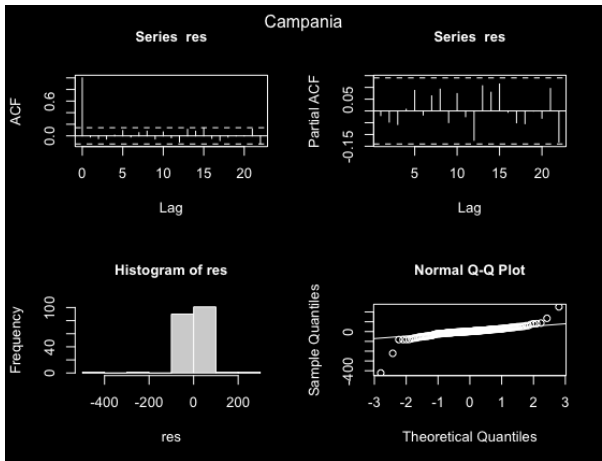 Campania
Series res
Series res
ACF
0.0 0.6
0 5 10 15 20
Lag
Partial ACF
-0.15 0.05
5 10 15 20
Lag
Histogram of res
Normal Q-Q Plot
Frequency
0 40 100
-400 -200 0 200
res
Sample Quantiles
-400 0
-3 -2 -1 0 1 2 3
Theoretical Quantiles